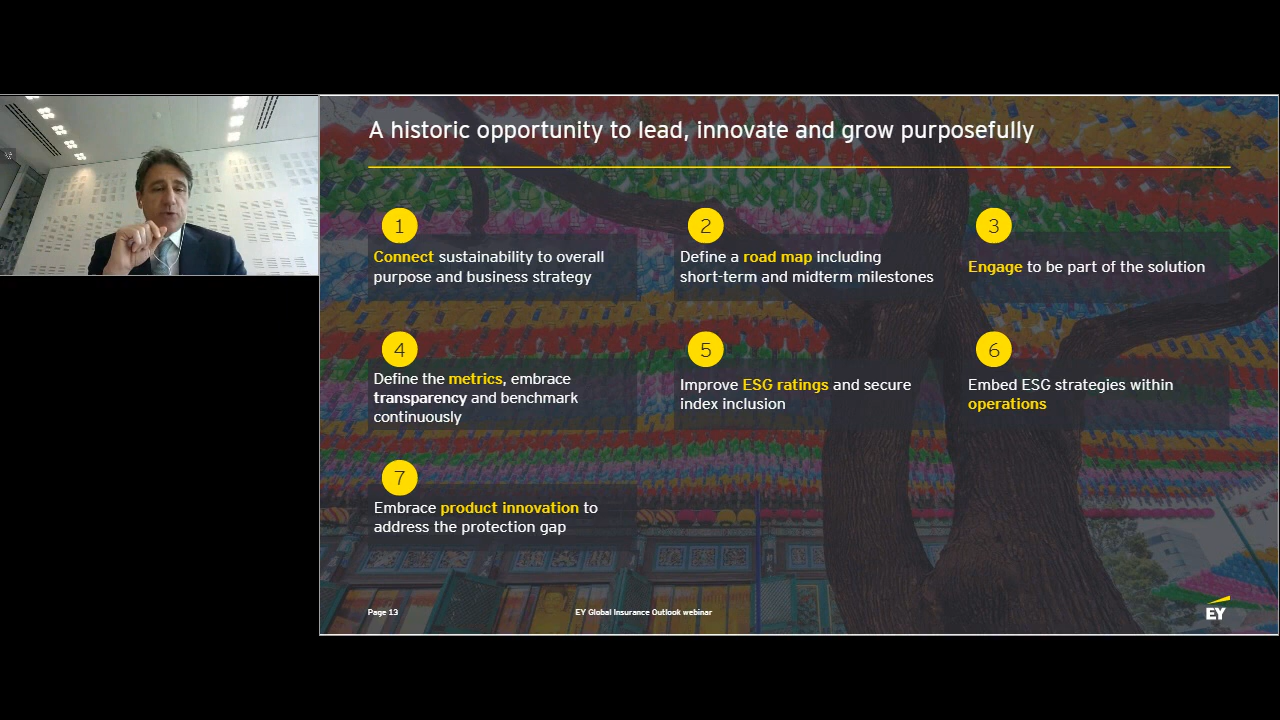 A historic opportunity to lead, innovate and grow purposefully
1
Connect sustainability to overall
purpose and business strategy
2
Define a road map including
short-term and midterm milestones
3
Engage to be part of the solution
4
Define the metrics, embrace
transparency and benchmark
continuously
5
Improve ESG ratings and secure
index inclusion
6
Embed ESG strategies within
operations
7
Embrace product innovation to
address the protection gap
Page 13
EY Global Insurance Outlook webinar
EY